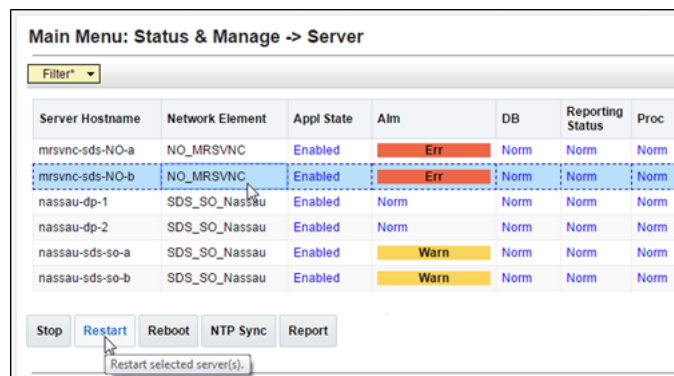 Main Menu: Status & Manage -> Server
Filter*
Server Hostname Network Element Appl State Alm DB Reporting Status Proc
mrsvnc-sds-NO-a NO_MRSVNC Enabled Err Norm Norm Norm
mrsvnc-sds-NO-b NO_MRSVNC Enabled Err Norm Norm Norm
nassau-dp-1 SDS_SO_Nassau Enabled Norm Norm Norm Norm
nassau-dp-2 SDS_SO_Nassau Enabled Norm Norm Norm Norm
nassau-sds-so-a SDS_SO_Nassau Enabled Warn Norm Norm Norm
nassau-sds-so-b SDS_SO_Nassau Enabled Warn Norm Norm Norm
Stop Restart Reboot NTP Sync Report
Restart selected server(s).